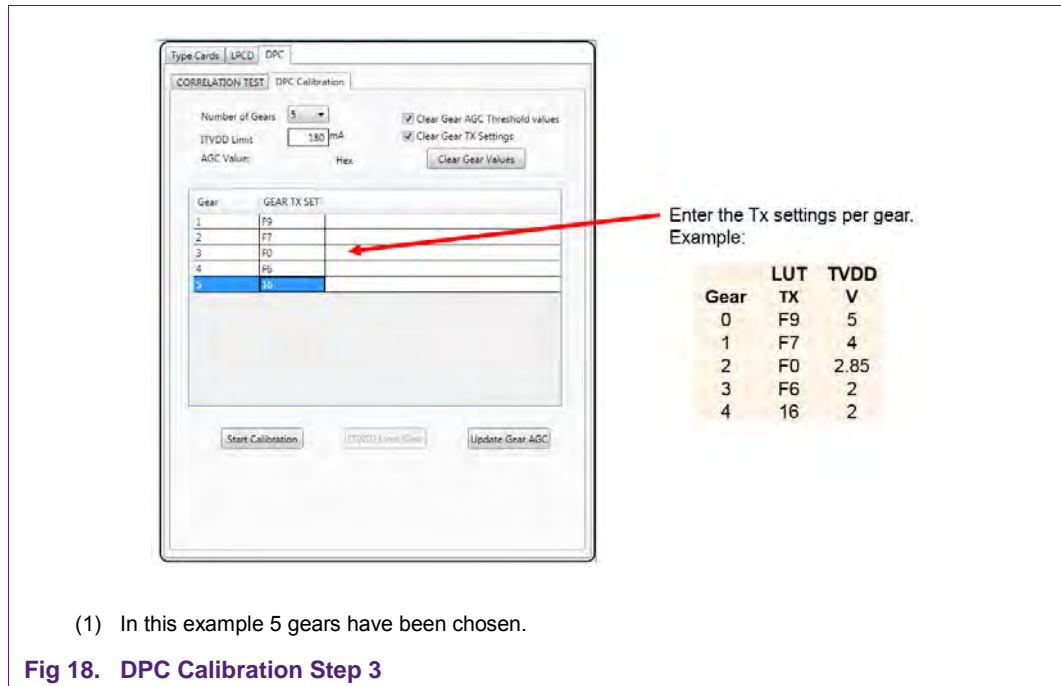 Type Cards LPCD DPC
CORRELATION TEST DPC Calibration
Number of Gears 5
Clear Gear AGC Threshold values
ITVDD Limit 180 mA
Clear Gear TX Settings
AGC Value: Hex
Clear Gear Values
Gear GEAR TX SET
1 F9
2 F7
3 F0
4 F6
5 16
Start Calibration
Update Gear AGC
Enter the Tx settings per gear.
Example:
LUT TVDD
Gear TX V
0 F9 5
1 F7 4
2 F0 2.85
3 F6 2
4 16 2
(1) In this example 5 gears have been chosen.
Fig 18. DPC Calibration Step 3